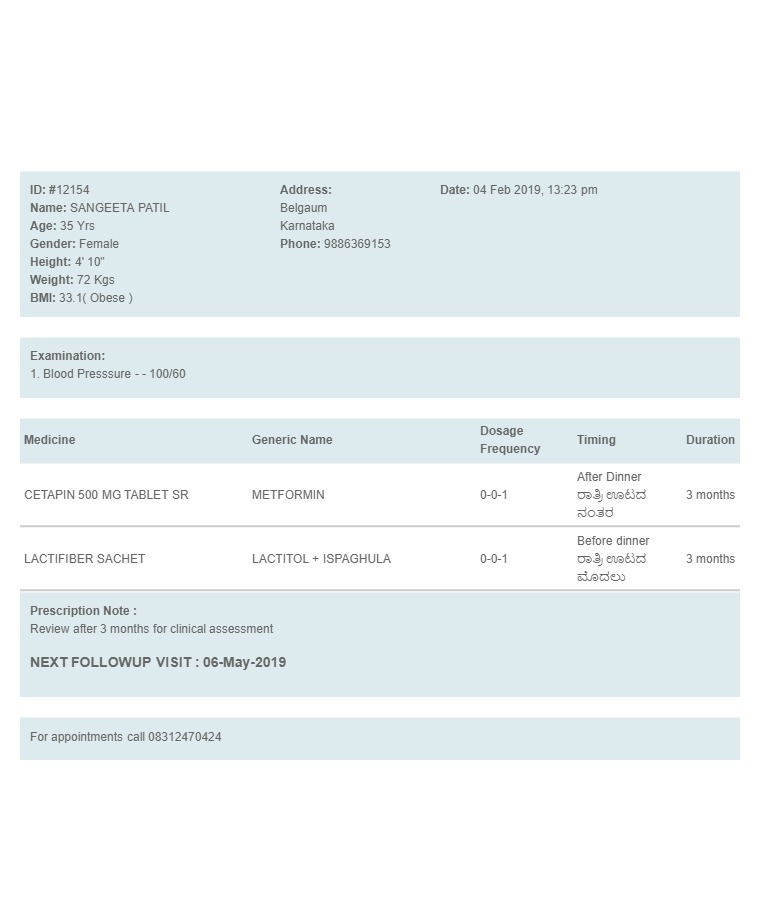 ID: #12154
Name: SANGEETA PATIL
Age: 35 Yrs
Gender: Female
Height: 4' 10"
Weight: 72 Kgs
BMI: 33.1( Obese )
Address:
Belgaum
Karnataka
Phone: 9886369153
Date: 04 Feb 2019, 13:23 pm
Examination:
1. Blood Presssure - - 100/60
Medicine Generic Name Dosage Frequency Timing Duration
CETAPIN 500 MG TABLET SR METFORMIN 0-0-1 After Dinner ರಾತ್ರಿ ಊಟದ ನಂತರ 3 months
LACTIFIBER SACHET LACTITOL + ISPAGHULA 0-0-1 Before dinner ರಾತ್ರಿ ಊಟದ ಮೊದಲು 3 months
Prescription Note :
Review after 3 months for clinical assessment
NEXT FOLLOWUP VISIT : 06-May-2019
For appointments call 08312470424